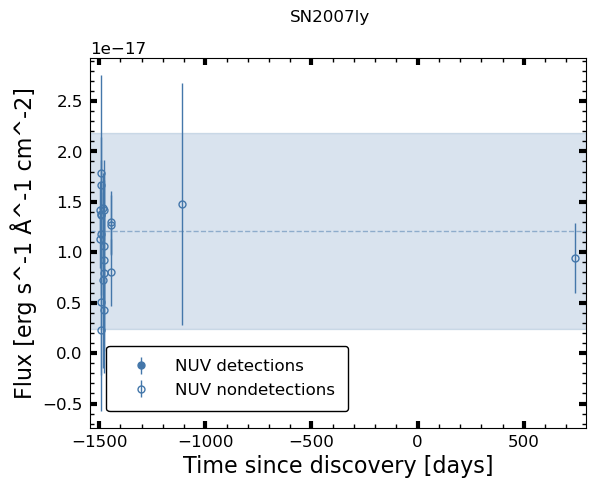 SN2007ly
1e−17
Flux [erg s^-1 Å^-1 cm^-2]
2.5
2.0
1.5
1.0
0.5
0.0
−0.5
NUV detections
NUV nondetections
−1500 −1000 −500 0 500
Time since discovery [days]